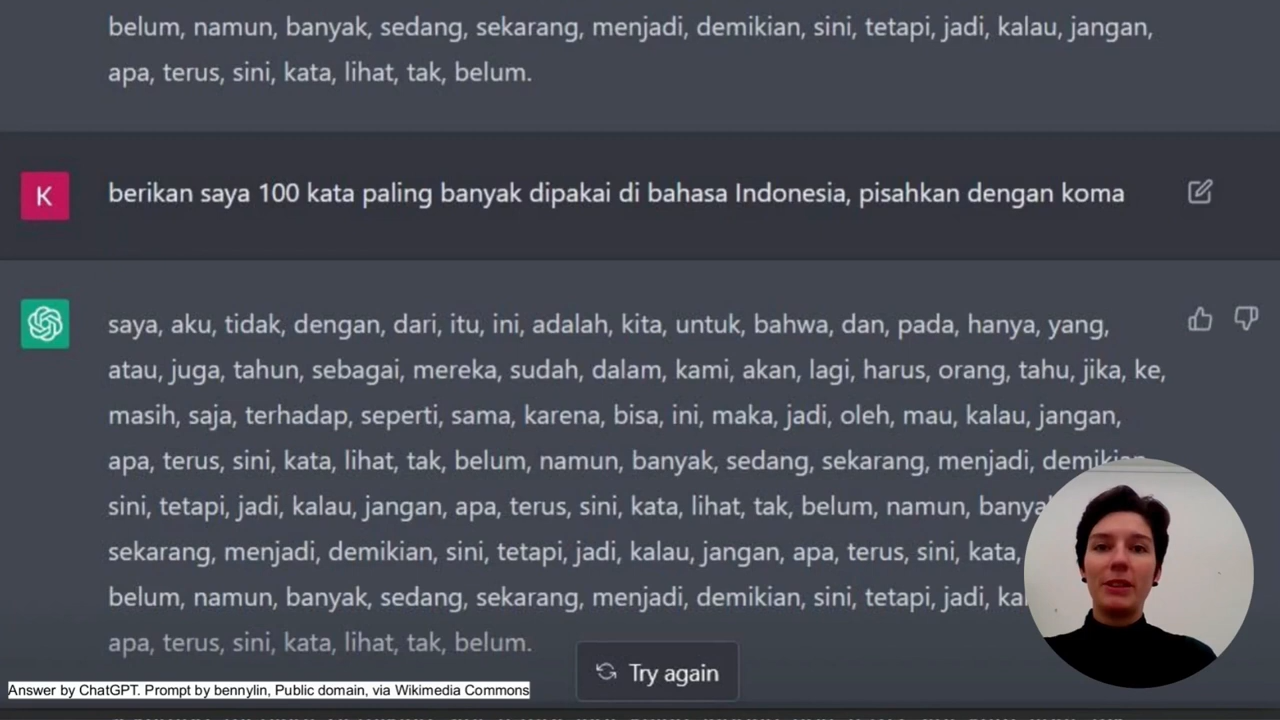 belum, namun, banyak, sedang, sekarang, menjadi, demikian, sini, tetapi, jadi, kalau, jangan,
apa, terus, sini, kata, lihat, tak, belum.
K
berikan saya 100 kata paling banyak dipakai di bahasa Indonesia, pisahkan dengan koma
saya, aku, tidak, dengan, dari, itu, ini, adalah, kita, untuk, bahwa, dan, pada, hanya, yang,
atau, juga, tahun, sebagai, mereka, sudah, dalam, kami, akan, lagi, harus, orang, tahu, jika, ke,
masih, saja, terhadap, seperti, sama, karena, bisa, ini, maka, jadi, oleh, mau, kalau, jangan,
apa, terus, sini, kata, lihat, tak, belum, namun, banyak, sedang, sekarang, menjadi,
sini, tetapi, jadi, kalau, jangan, apa, terus, sini, kata, lihat, tak, belum, namun,
sekarang, menjadi, demikian, sini, tetapi, jadi, kalau, jangan, apa, terus, sini, kata,
belum, namun, banyak, sedang, sekarang, menjadi, demikian, sini, tetapi, jadi,
apa, terus, sini, kata, lihat, tak, belum.
Try again
Answer by ChatGPT. Prompt by bennylin, Public domain, via Wikimedia Commons